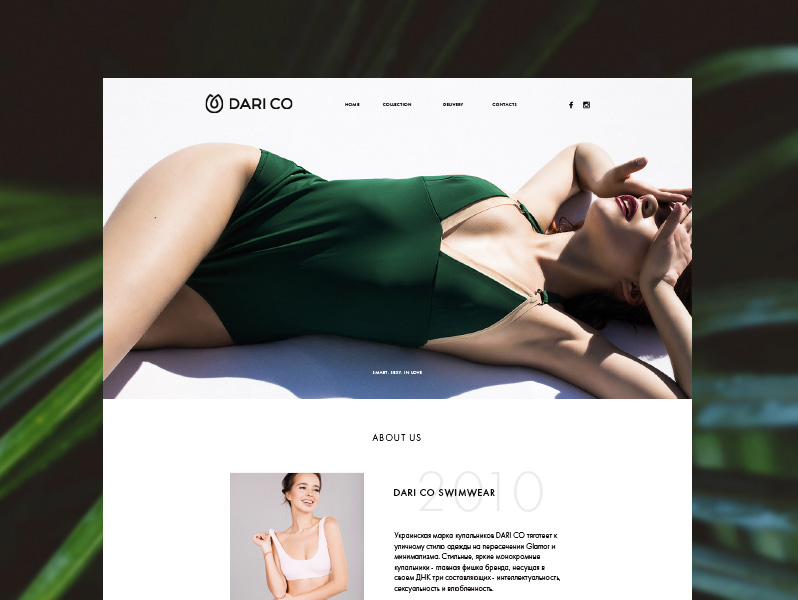 DARI CO
HOME COLLECTION DELIVERY CONTACTS
SMART. SEXY. IN LOVE
ABOUT US
2010
DARI CO SWIMWEAR
Украинская марка купальников DARI CO тяготеет к
уличному стилю одежды на пересечении Glamor и
минимализма. Стильные, яркие монохромные
купальники - главная фишка бренда, несущая в
своем ДНК три составляющих - интеллектуальность,
сексуальность и влюбленность.